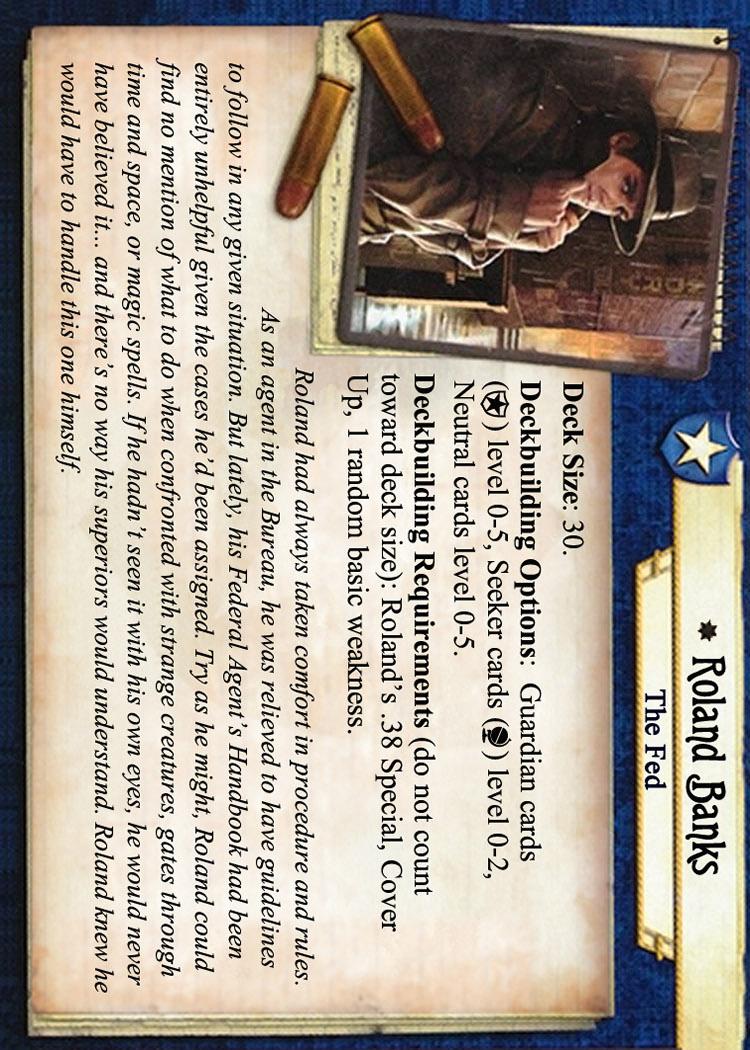 Roland Banks
The Fed
Deck Size: 30.
Deckbuilding Options: Guardian cards
() level 0-5, Seeker cards () level 0-2,
Neutral cards level 0-5.
Deckbuilding Requirements (do not count
toward deck size): Roland's .38 Special, Cover
Up, 1 random basic weakness.
Roland had always taken comfort in procedure and rules.
As an agent in the Bureau, he was relieved to have guidelines
to follow in any given situation. But lately, his Federal Agent's Handbook had been
entirely unhelpful given the cases he'd been assigned. Try as he might, Roland could
find no mention of what to do when confronted with strange creatures, gates through
time and space, or magic spells. If he hadn't seen it with his own eyes, he would never
have believed it... and there's no way his superiors would understand. Roland knew he
would have to handle this one himself.